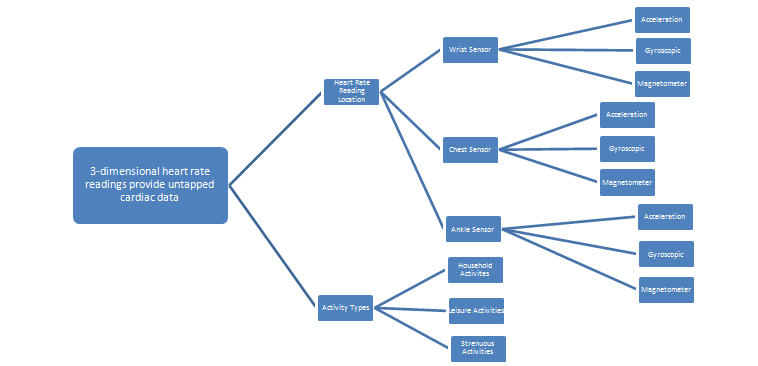 3-dimensional heart rate
readings provide untapped
cardiac data
Heart Rate
Reading
Location
Wrist Sensor
Acceleration
Gyroscopic
Magnetometer
Chest Sensor
Acceleration
Gyroscopic
Magnetometer
Ankle Sensor
Acceleration
Gyroscopic
Magnetometer
Activity Types
Household
Activites
Leisure Activities
Strenuous
Activities